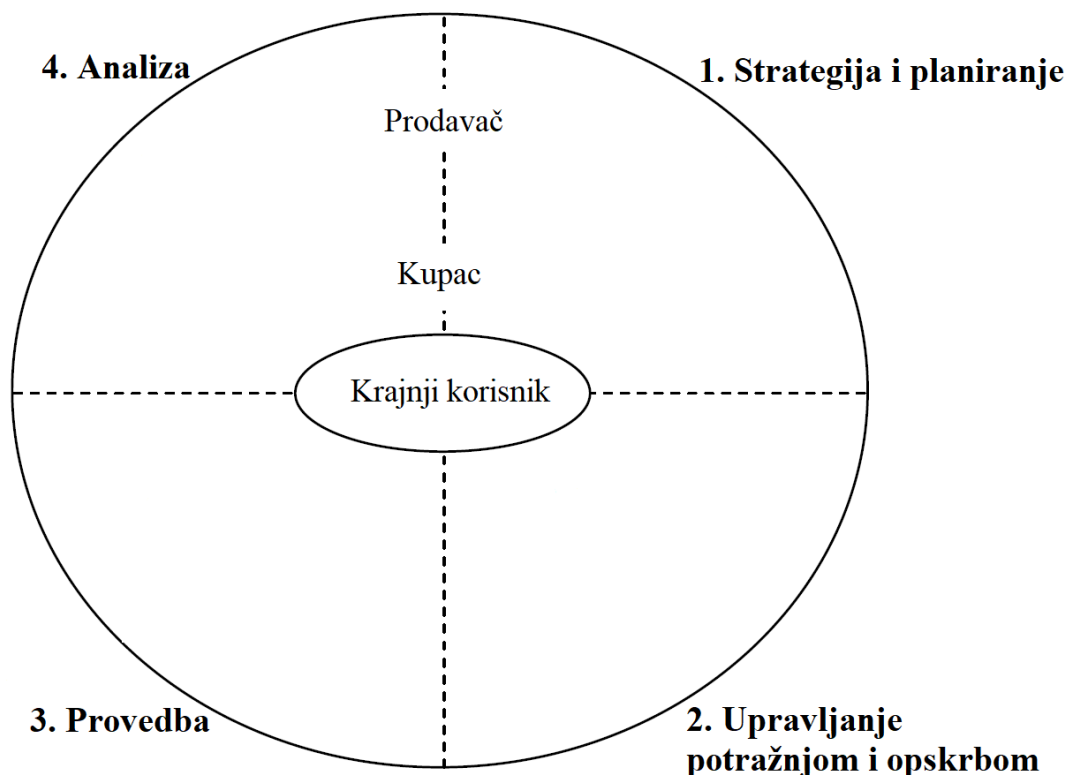 4. Analiza
1. Strategija i planiranje
Prodavač
Kupac
Krajnji korisnik
3. Provedba
2. Upravljanje
potražnjom i opskrbom